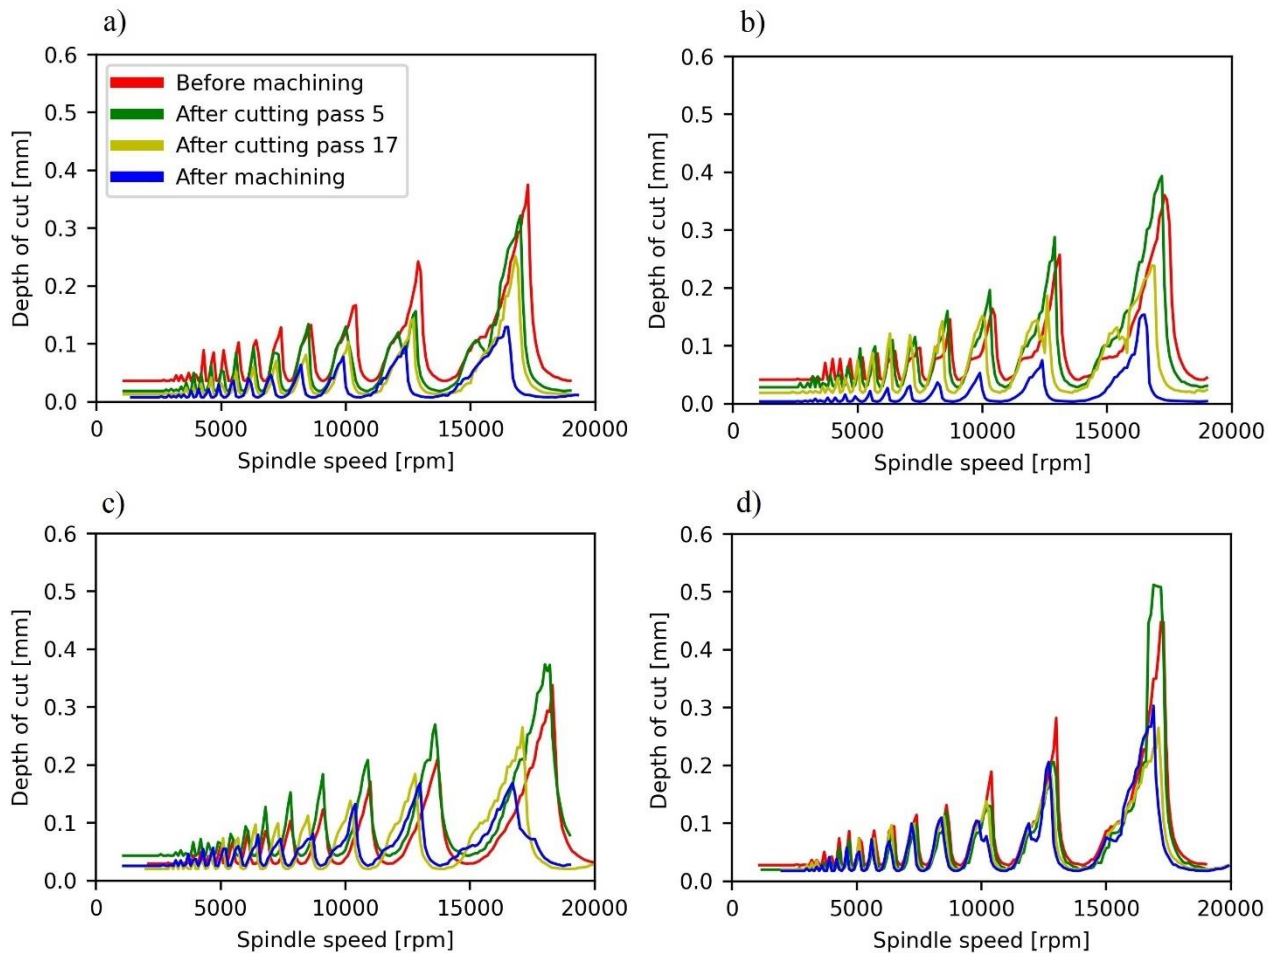 a)
0.6
0.5
0.4
0.3
0.2
0.1
0.0
Depth of cut [mm]
Before machining
After cutting pass 5
After cutting pass 17
After machining
0 5000 10000 15000 20000
Spindle speed [rpm]
b)
0.6
0.5
0.4
0.3
0.2
0.1
0.0
Depth of cut [mm]
0 5000 10000 15000 20000
Spindle speed [rpm]
c)
0.6
0.5
0.4
0.3
0.2
0.1
0.0
Depth of cut [mm]
0 5000 10000 15000 20000
Spindle speed [rpm]
d)
0.6
0.5
0.4
0.3
0.2
0.1
0.0
Depth of cut [mm]
0 5000 10000 15000 20000
Spindle speed [rpm]